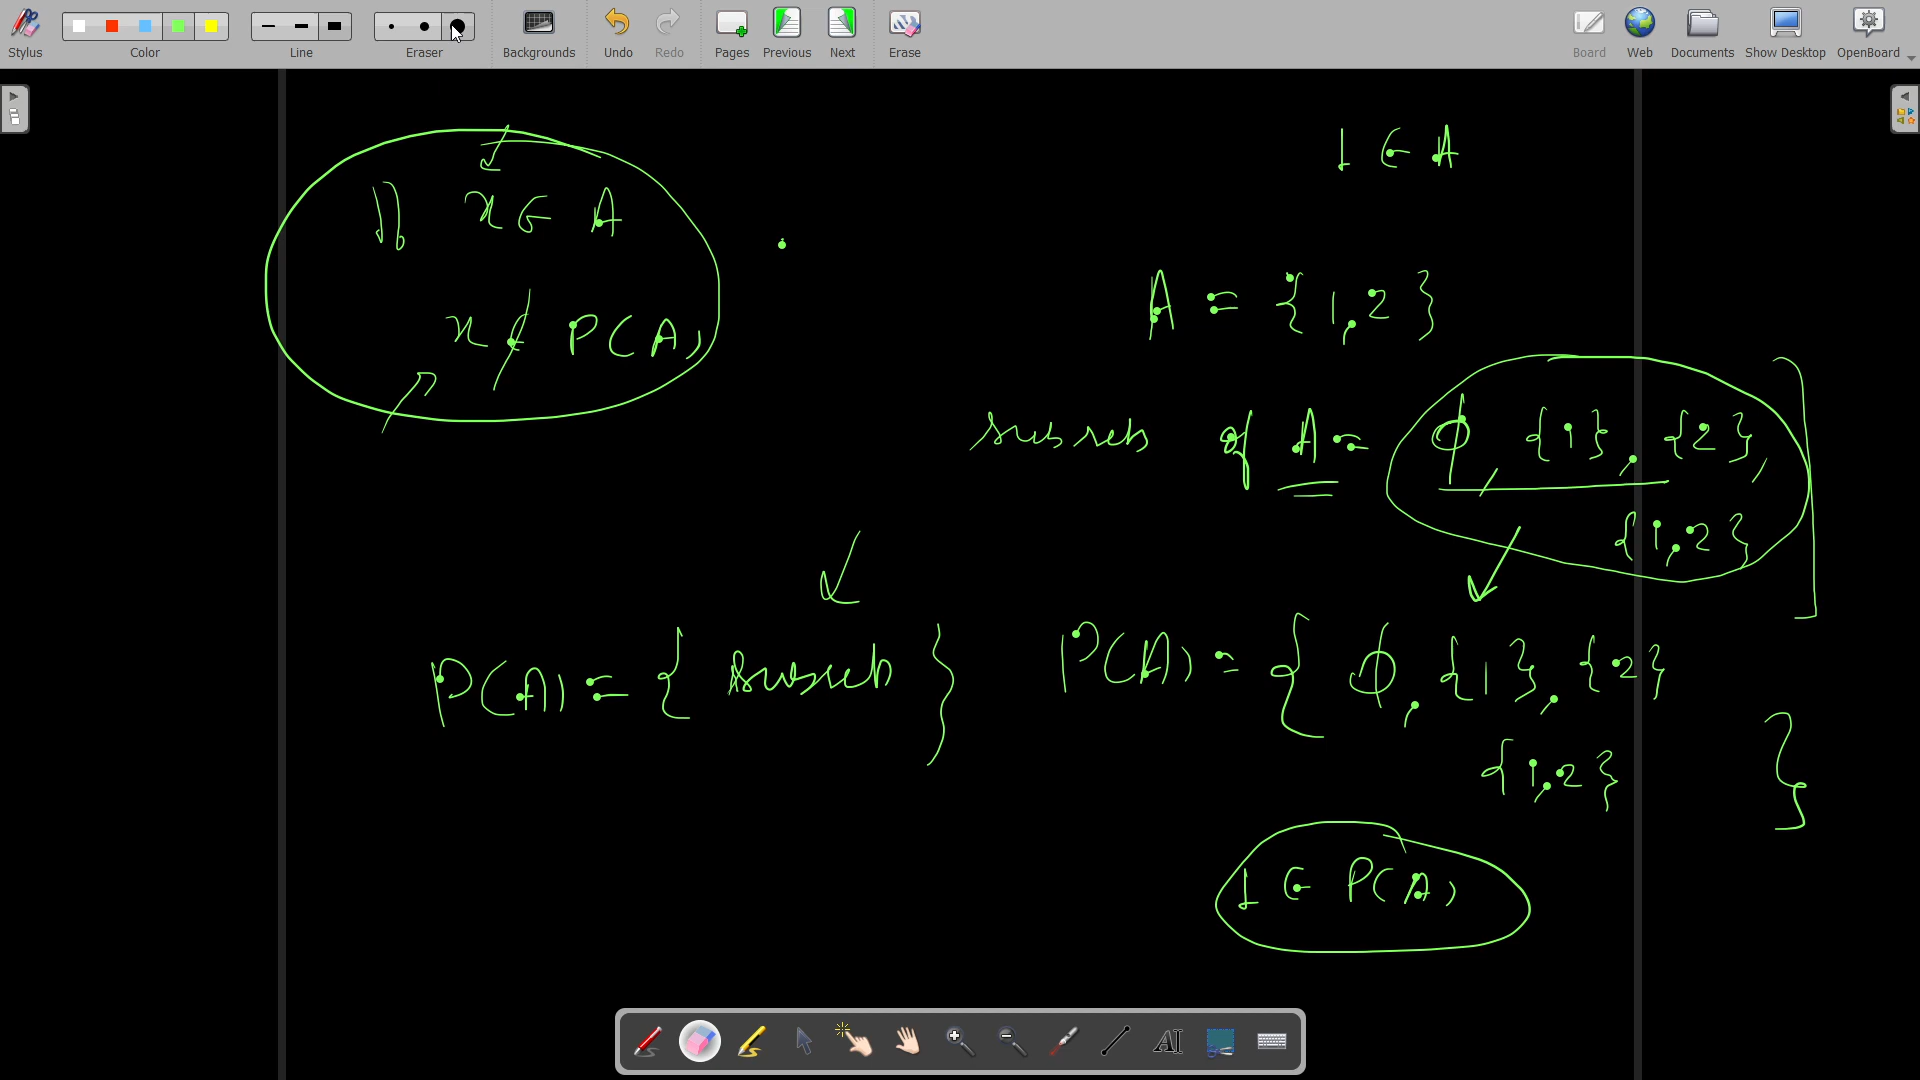 Stylus Color Line Eraser Backgrounds Undo Redo Pages Previous Next Erase Board Web Documents Show Desktop OpenBoard
1 ∈ A
x ∈ A
x ∉ P(A)
A = {1,2}
subsets of A = ϕ, {1}, {2},
{1,2}
P(A) = { subsets }
P(A) = { ϕ, {1}, {2}
{1,2} }
1 ∈ P(A)